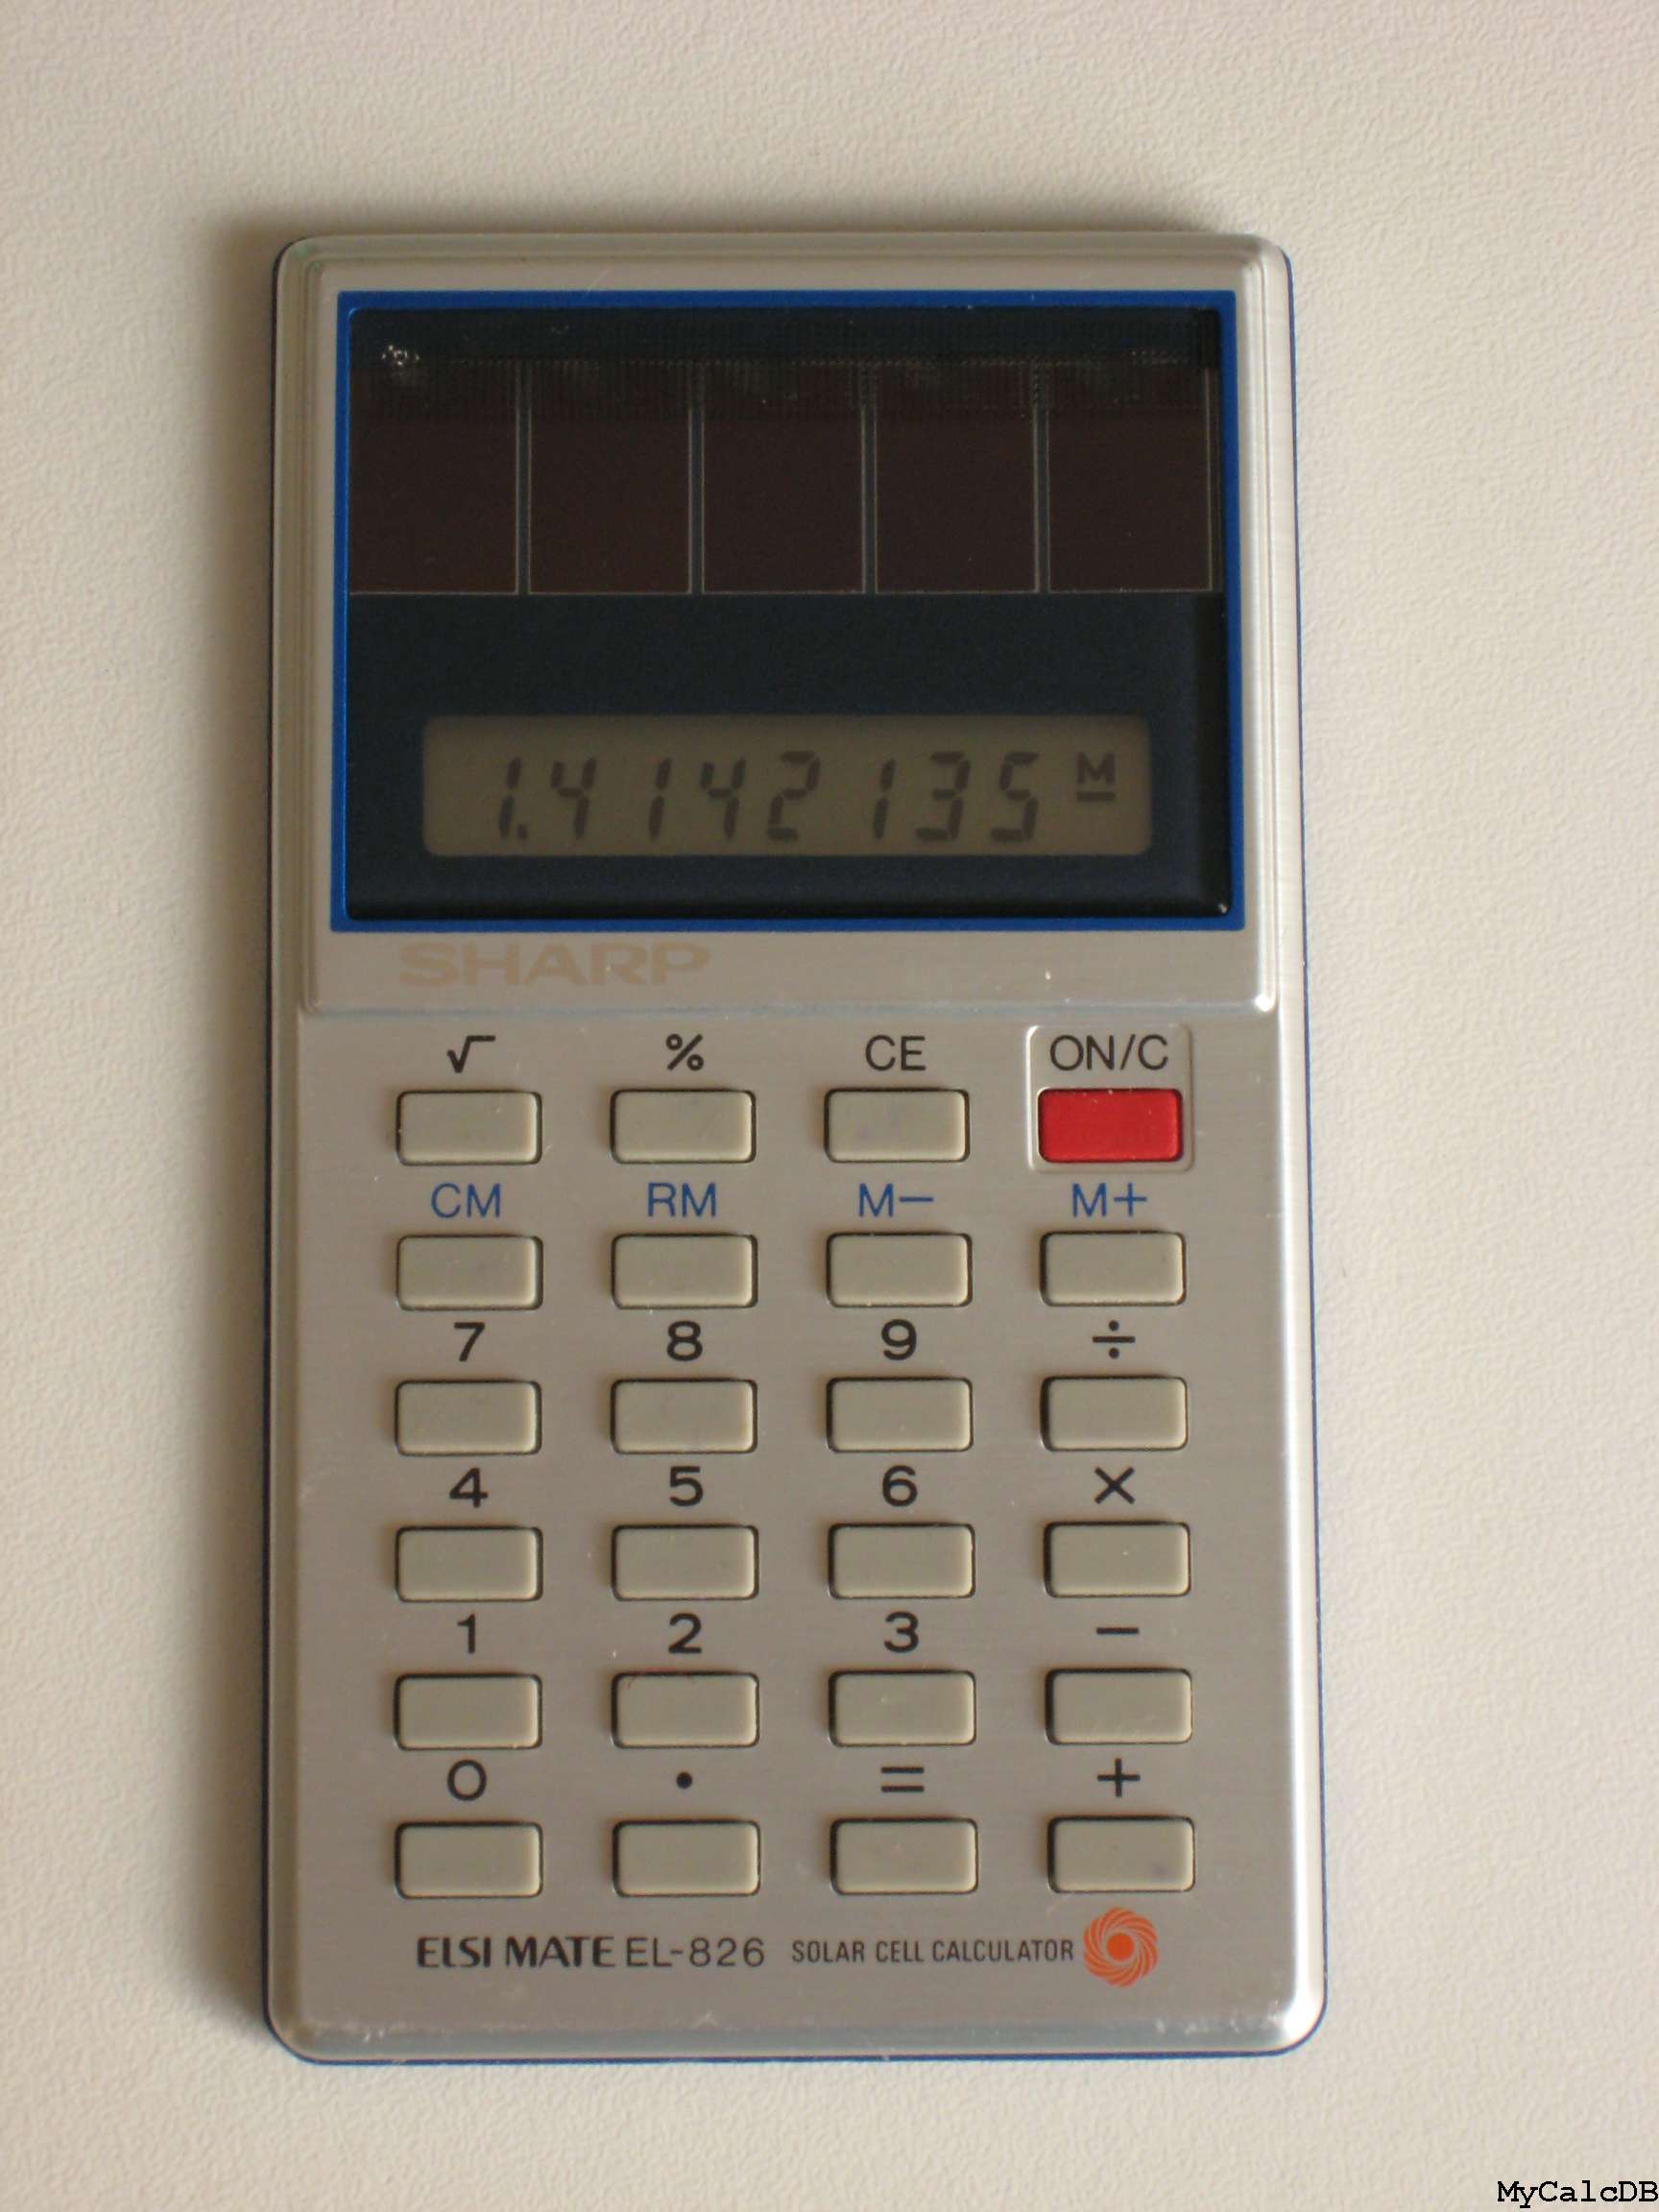 1.4142135 M
SHARP
√ % CE ON/C
CM RM M− M+
7 8 9 ÷
4 5 6 ×
1 2 3 −
0 • = +
ELSI MATE EL-826 SOLAR CELL CALCULATOR
MyCalcDB